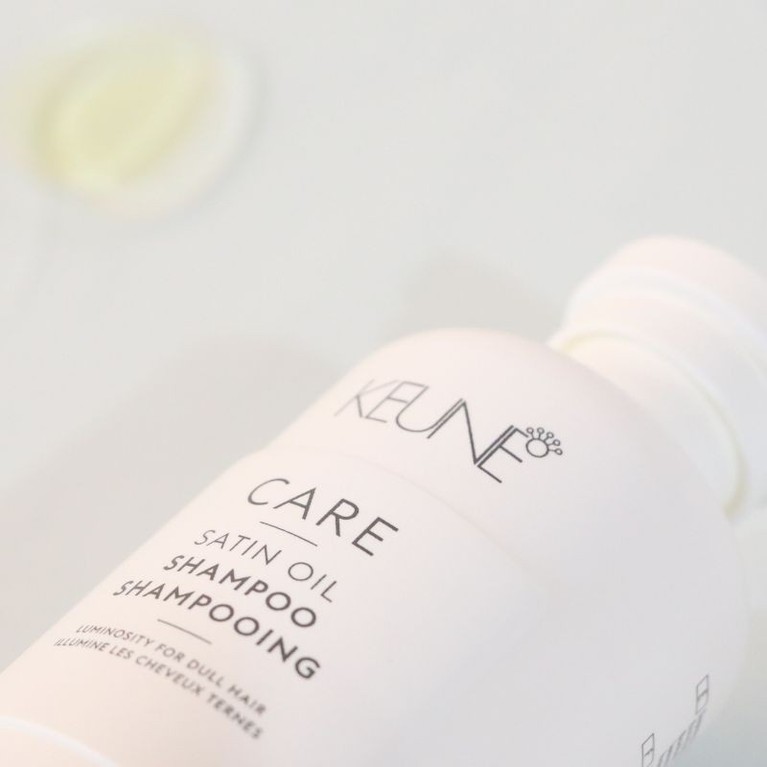 KEUNE
CARE
SATIN OIL
SHAMPOO
SHAMPOOING
LUMINOSITY FOR DULL HAIR
ILLUMINE LES CHEVEUX TERNES